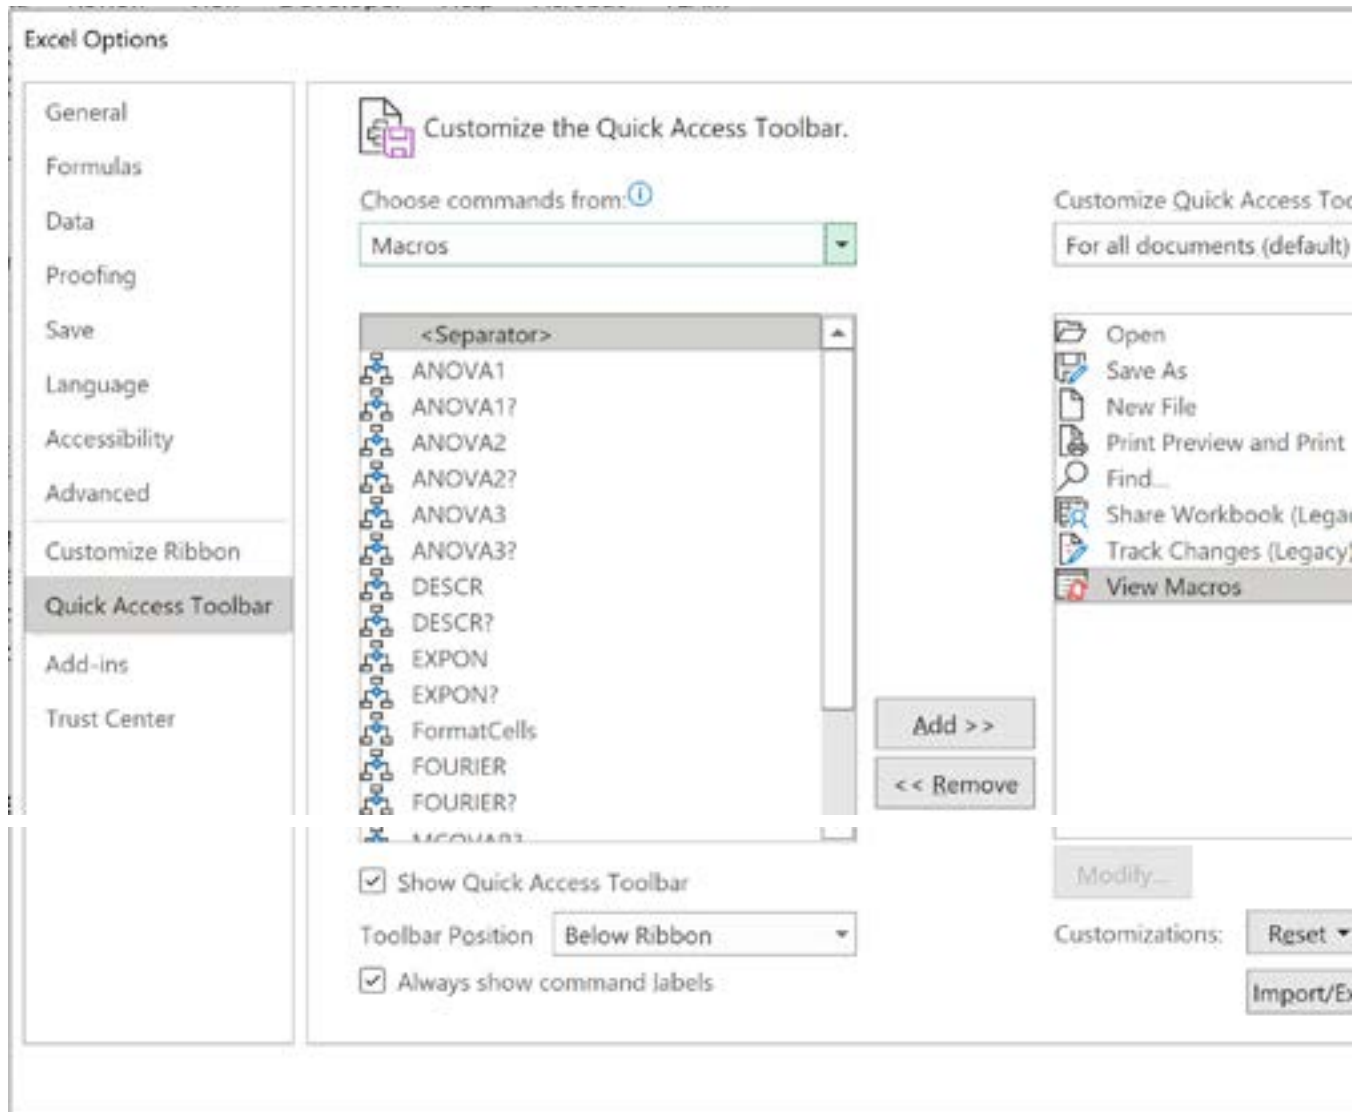 Excel Options
General
Formulas
Data
Proofing
Save
Language
Accessibility
Advanced
Customize Ribbon
Quick Access Toolbar
Add-ins
Trust Center
Customize the Quick Access Toolbar.
Choose commands from:
Macros
<Separator>
ANOVA1
ANOVA1?
ANOVA2
ANOVA2?
ANOVA3
ANOVA3?
DESCR
DESCR?
EXPON
EXPON?
FormatCells
FOURIER
FOURIER?
Add >>
<< Remove
Customize Quick Access
For all documents (default)
Open
Save As
New File
Print Preview and Print
Find...
Share Workbook
Track Changes (Legacy)
View Macros
Modify...
Show Quick Access Toolbar
Toolbar Position
Below Ribbon
Always show command labels
Customizations:
Reset